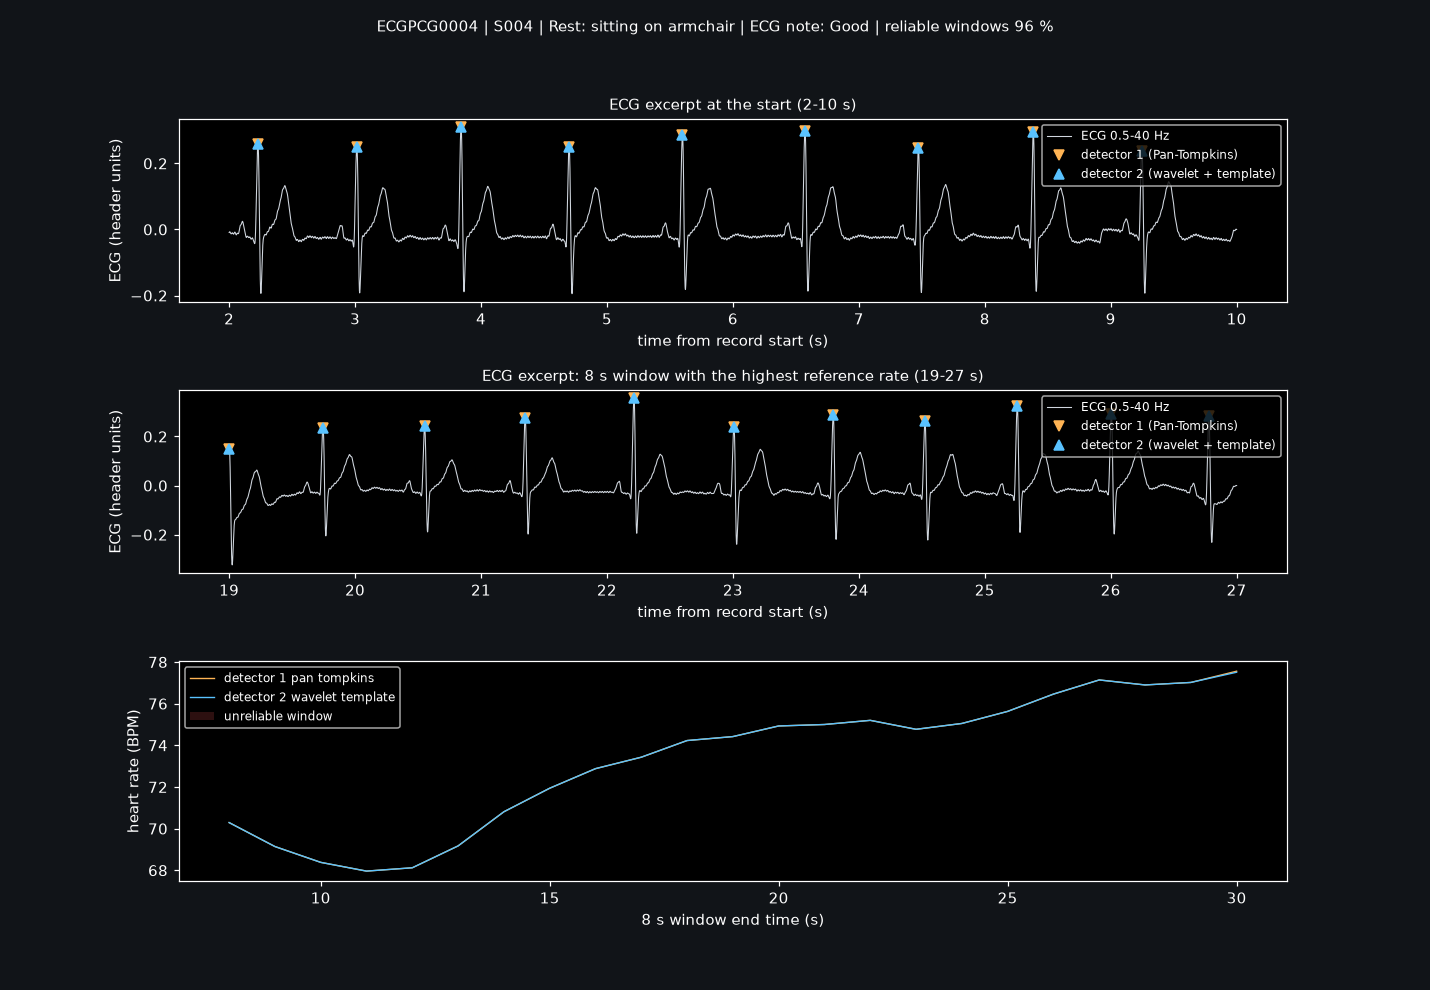 ECGPCG0004 | S004 | Rest: sitting on armchair | ECG note: Good | reliable windows 96 %
ECG excerpt at the start (2-10 s)
ECG (header units)
0.2
0.0
−0.2
ECG 0.5-40 Hz
detector 1 (Pan-Tompkins)
detector 2 (wavelet + template)
2 3 4 5 6 7 8 9 10
time from record start (s)
ECG excerpt: 8 s window with the highest reference rate (19-27 s)
ECG (header units)
0.2
0.0
−0.2
ECG 0.5-40 Hz
detector 1 (Pan-Tompkins)
detector 2 (wavelet + template)
19 20 21 22 23 24 25 26 27
time from record start (s)
heart rate (BPM)
78
76
74
72
70
68
detector 1 pan tompkins
detector 2 wavelet template
unreliable window
10 15 20 25 30
8 s window end time (s)